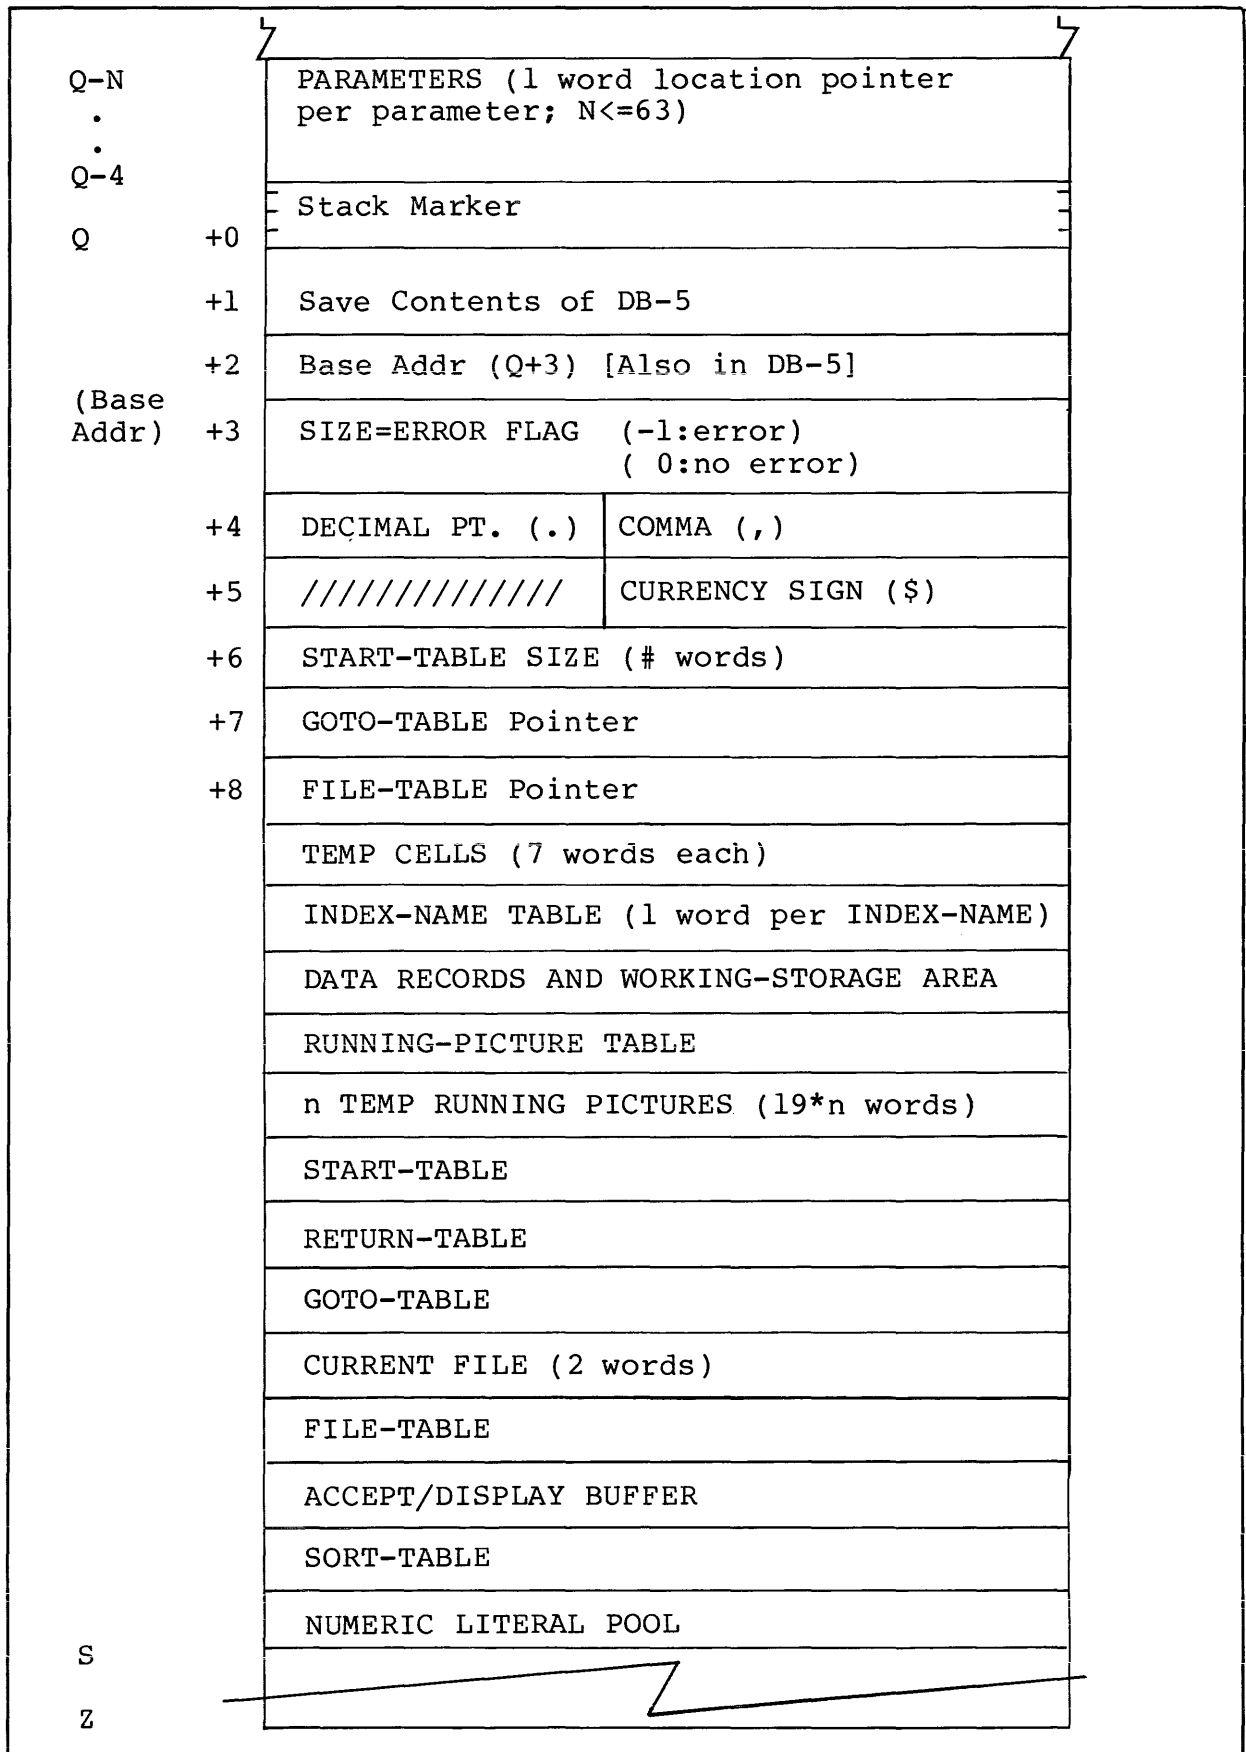 Q-N PARAMETERS (1 word location pointer
. per parameter; N<=63)
.
Q-4
Stack Marker
Q +0
+1 Save Contents of DB-5
+2 Base Addr (Q+3) [Also in DB-5]
(Base
Addr) +3 SIZE=ERROR FLAG (-1:error)
( 0:no error)
+4 DECIMAL PT. (.) COMMA (,)
+5 ////////////// CURRENCY SIGN ($)
+6 START-TABLE SIZE (# words)
+7 GOTO-TABLE Pointer
+8 FILE-TABLE Pointer
TEMP CELLS (7 words each)
INDEX-NAME TABLE (1 word per INDEX-NAME)
DATA RECORDS AND WORKING-STORAGE AREA
RUNNING-PICTURE TABLE
n TEMP RUNNING PICTURES (19*n words)
START-TABLE
RETURN-TABLE
GOTO-TABLE
CURRENT FILE (2 words)
FILE-TABLE
ACCEPT/DISPLAY BUFFER
SORT-TABLE
NUMERIC LITERAL POOL
S
Z